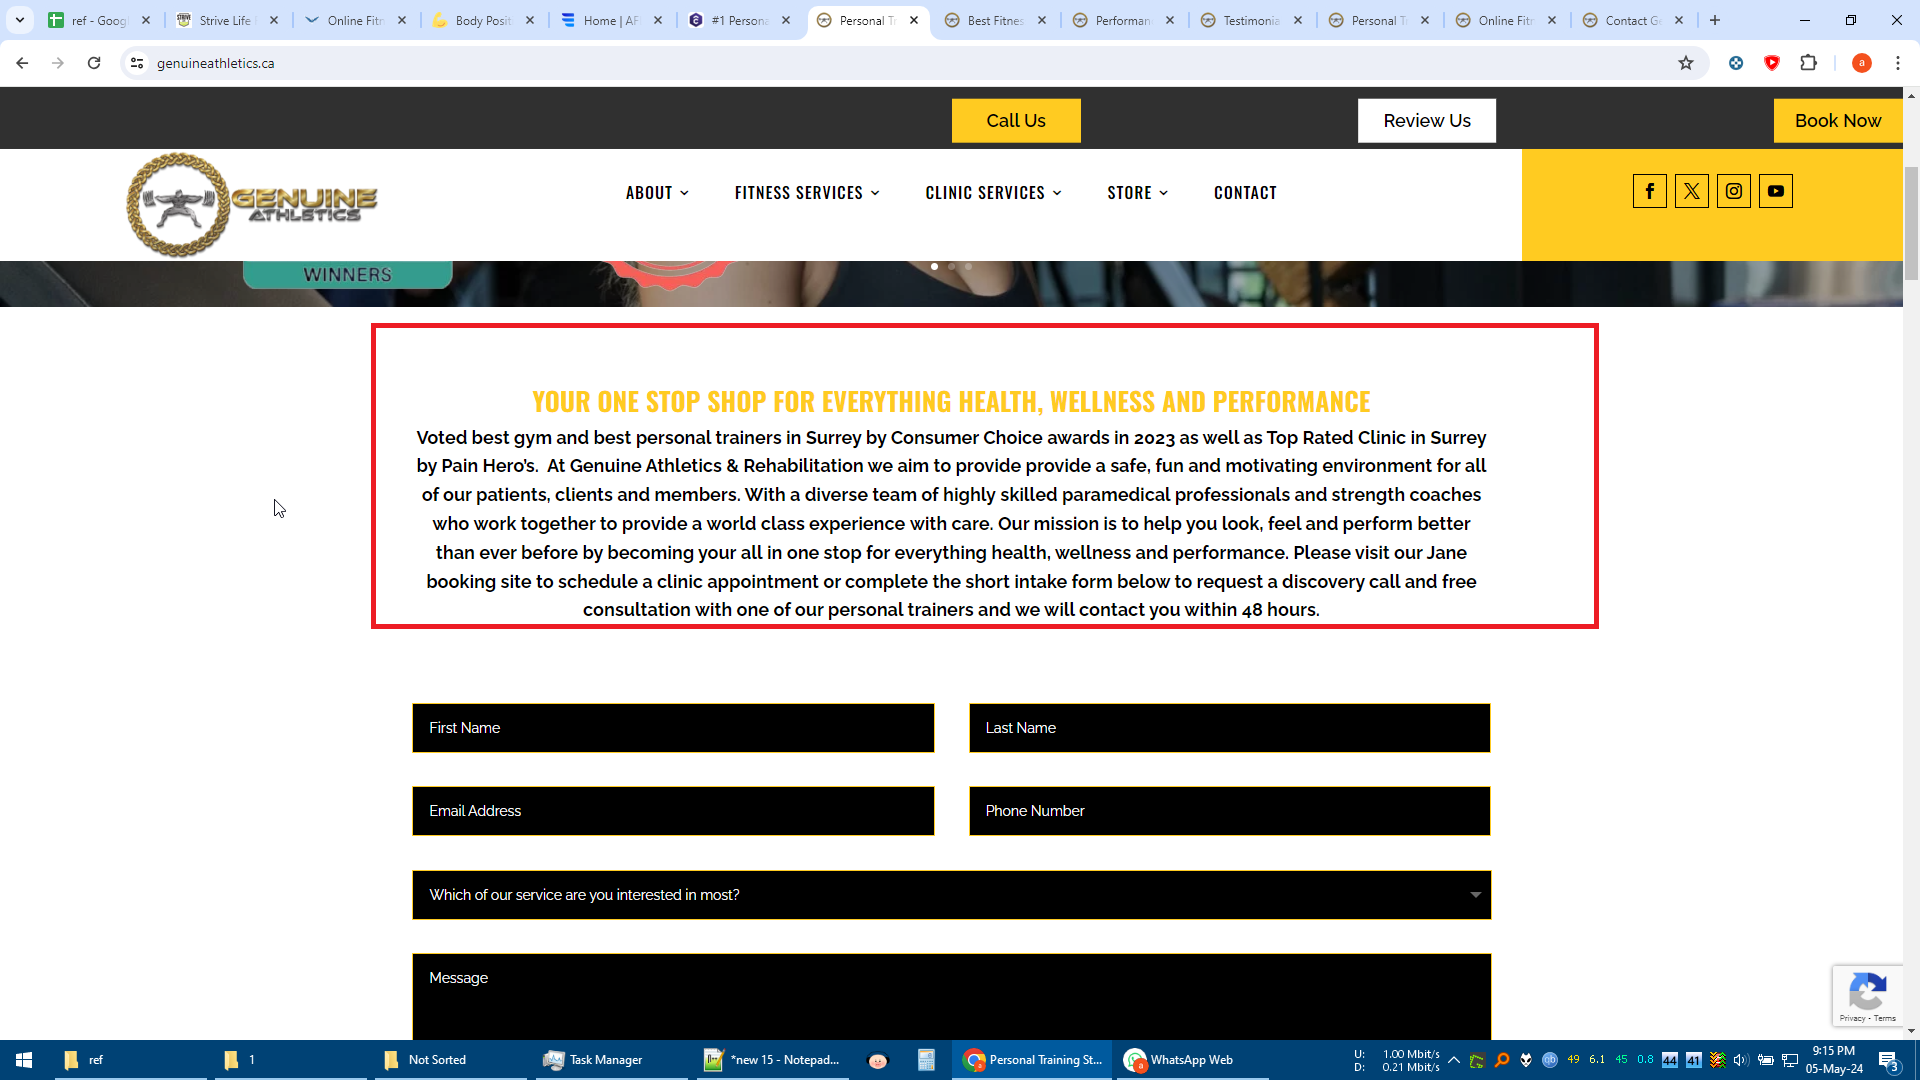 ref - Goog
Strive Life
Online Fitn
Body Posit
Home | AF
#1 Persona
Personal Tr
Best Fitnes
Performan
Testimonia
Personal T
Online Fit
Contact Ge
genuineathletics.ca
a
Call Us
Review Us
Book Now
GENUINE
ATHLETICS
ABOUT
FITNESS SERVICES
CLINIC SERVICES
STORE
CONTACT
WINNERS
YOUR ONE STOP SHOP FOR EVERYTHING HEALTH, WELLNESS AND PERFORMANCE
Voted best gym and best personal trainers in Surrey by Consumer Choice awards in 2023 as well as Top Rated Clinic in Surrey
by Pain Hero's. At Genuine Athletics & Rehabilitation we aim to provide provide a safe, fun and motivating environment for all
of our patients, clients and members. With a diverse team of highly skilled paramedical professionals and strength coaches
who work together to provide a world class experience with care. Our mission is to help you look, feel and perform better
than ever before by becoming your all in one stop for everything health, wellness and performance. Please visit our Jane
booking site to schedule a clinic appointment or complete the short intake form below to request a discovery call and free
consultation with one of our personal trainers and we will contact you within 48 hours.
First Name
Last Name
Email Address
Phone Number
Which of our service are you interested in most?
Message
Privacy - Terms
ref
1
Not Sorted
Task Manager
*new 15 - Notepad...
Personal Training St...
WhatsApp Web
U: 1.00 Mbit/s
D: 0.21 Mbit/s
49 6.1 45 0.8 44 41
9:15 PM
05-May-24
3